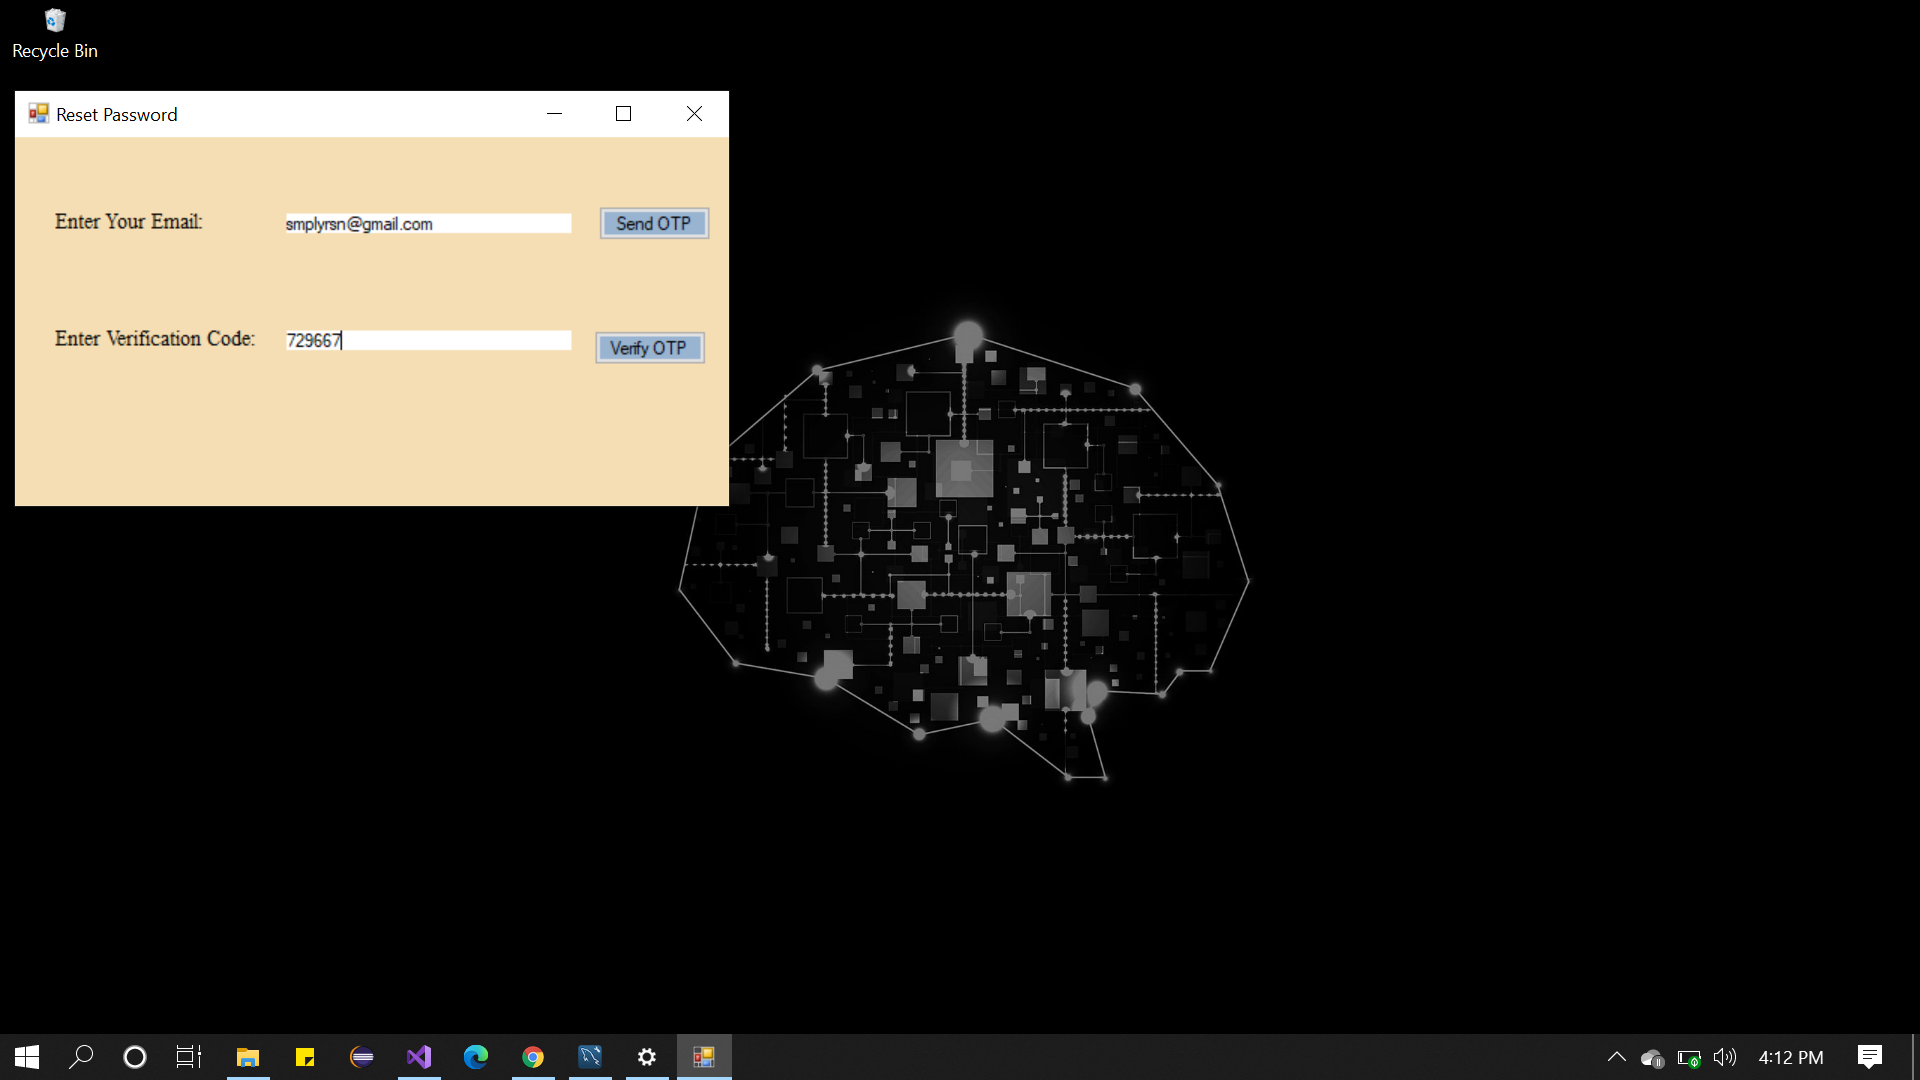 Recycle Bin
Reset Password
Enter Your Email:
smplyrsn@gmail.com
Send OTP
Enter Verification Code:
729667
Verify OTP
4:12 PM